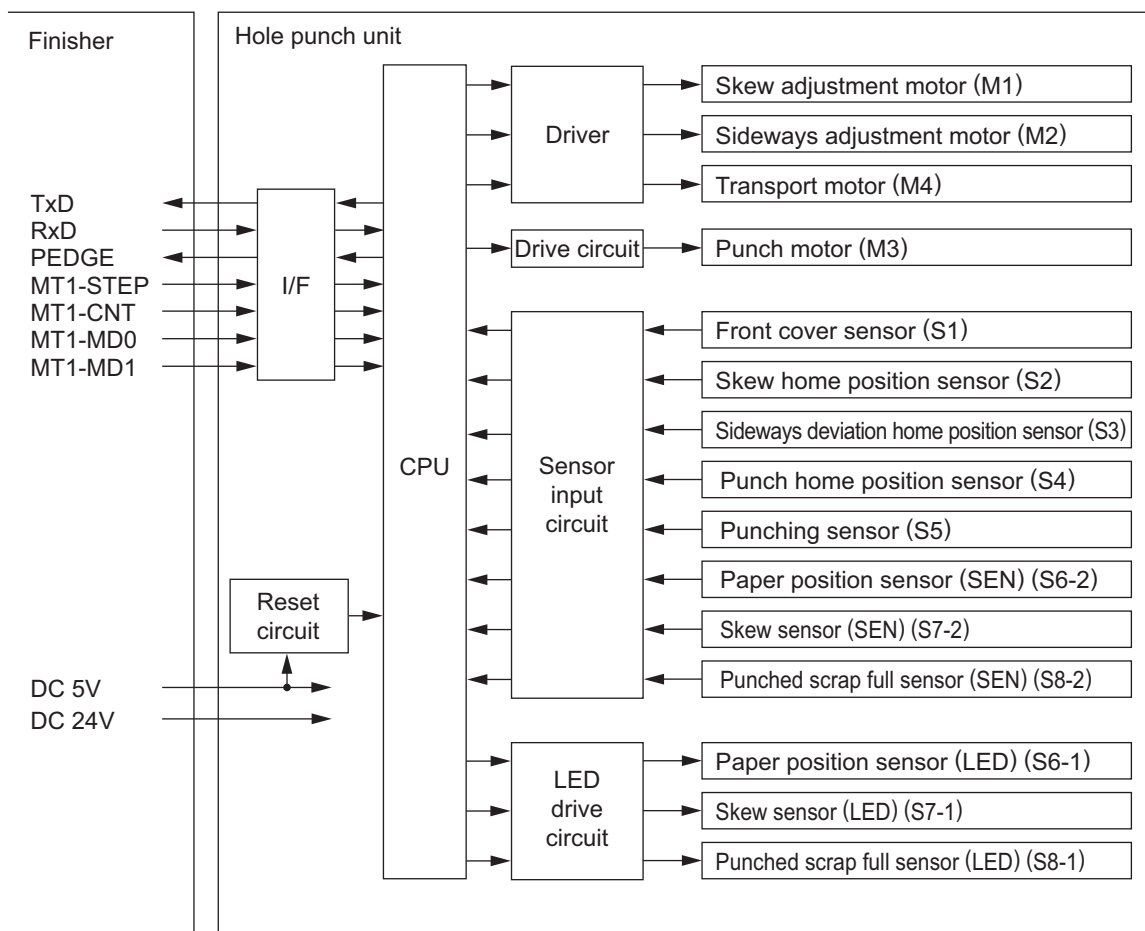 Finisher
Hole punch unit
Skew adjustment motor (M1)
Driver
Sideways adjustment motor (M2)
Transport motor (M4)
TxD
RxD
PEDGE
MT1-STEP
MT1-CNT
MT1-MD0
MT1-MD1
I/F
Drive circuit
Punch motor (M3)
CPU
Sensor
input
circuit
Front cover sensor (S1)
Skew home position sensor (S2)
Sideways deviation home position sensor (S3)
Punch home position sensor (S4)
Punching sensor (S5)
Paper position sensor (SEN) (S6-2)
Skew sensor (SEN) (S7-2)
Punched scrap full sensor (SEN) (S8-2)
Reset
circuit
DC 5V
DC 24V
LED
drive
circuit
Paper position sensor (LED) (S6-1)
Skew sensor (LED) (S7-1)
Punched scrap full sensor (LED) (S8-1)